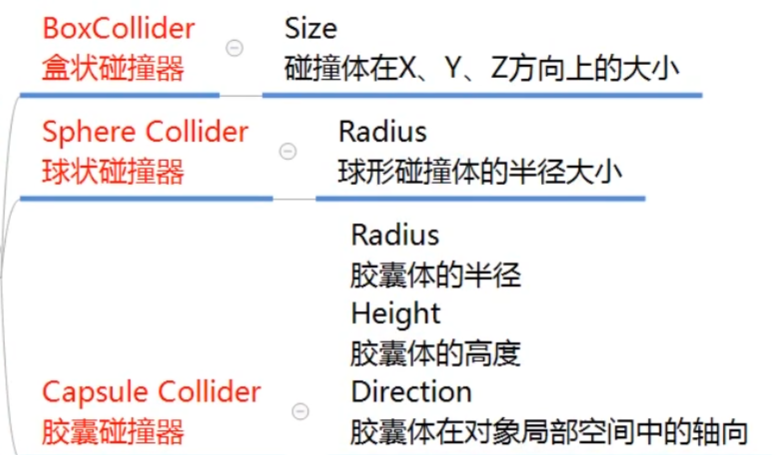 BoxCollider
盒状碰撞器
Size
碰撞体在X、Y、Z方向上的大小
Sphere Collider
球状碰撞器
Radius
球形碰撞体的半径大小
Radius
胶囊体的半径
Height
胶囊体的高度
Capsule Collider
胶囊碰撞器
Direction
胶囊体在对象局部空间中的轴向